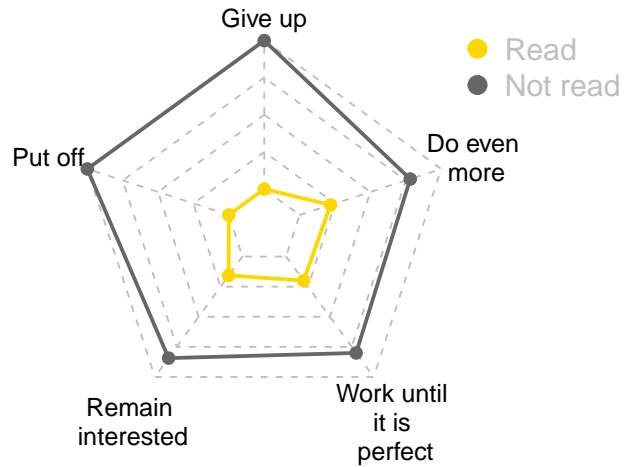 Give up
Read
Not read
Put off
Do even
more
Remain
interested
Work until
it is
perfect